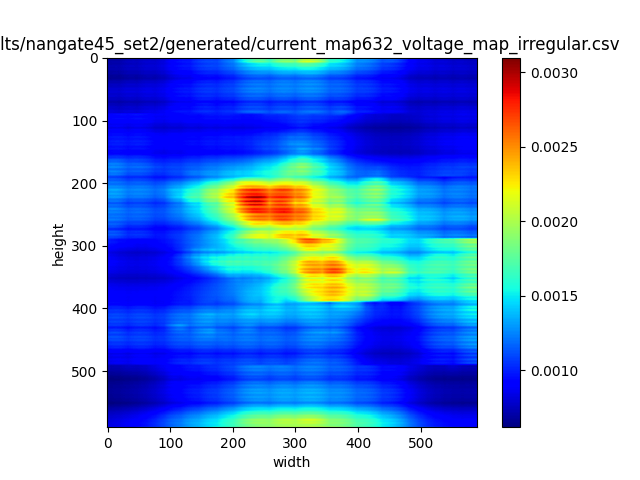 lts/nangate45_set2/generated/current_map632_voltage_map_irregular.csv
0
100
200
300
400
500
height
0 100 200 300 400 500
width
0.0030
0.0025
0.0020
0.0015
0.0010